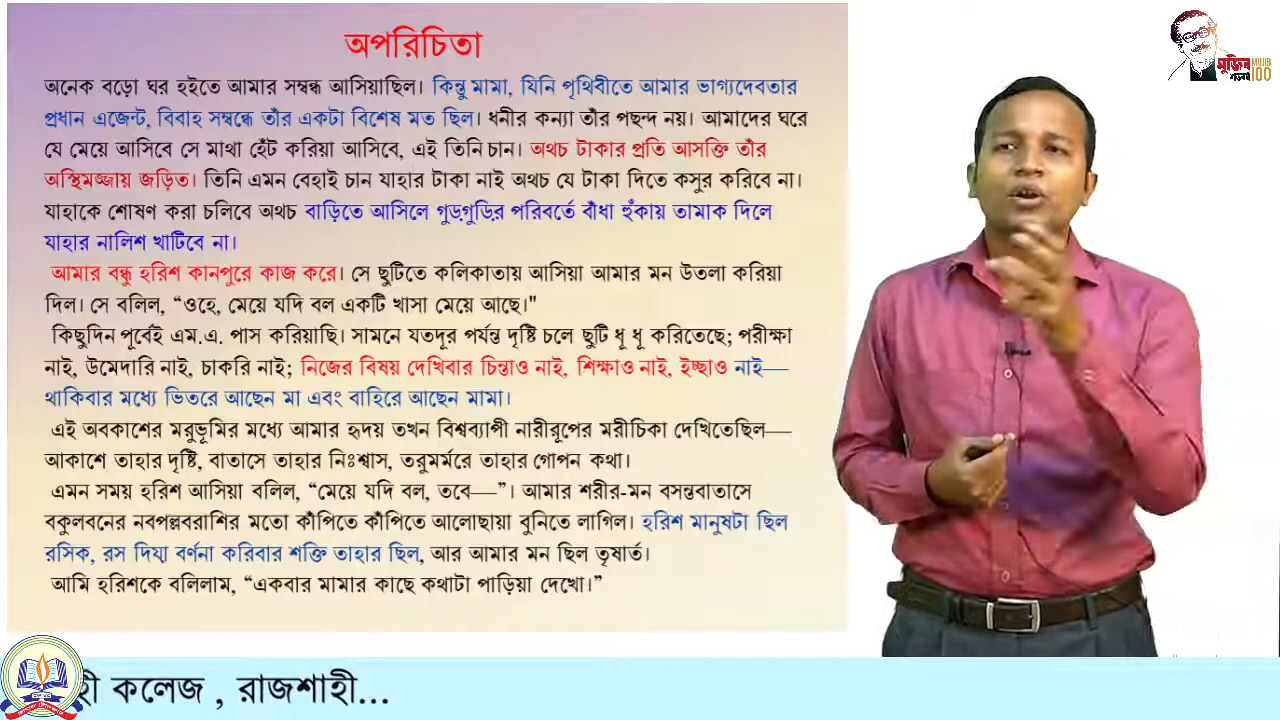 অপরিচিতা
অনেক বড়ো ঘর হইতে আমার সম্বন্ধ আসিয়াছিল। কিন্তু মামা, যিনি পৃথিবীতে আমার ভাগ্যদেবতার
প্রধান এজেন্ট, বিবাহ সম্বন্ধে তাঁর একটা বিশেষ মত ছিল। ধনীর কন্যা তাঁর পছন্দ নয়। আমাদের ঘরে
যে মেয়ে আসিবে সে মাথা হেঁট করিয়া আসিবে, এই তিনি চান। অথচ টাকার প্রতি আসক্তি তাঁর
অস্থিমজ্জায় জড়িত। তিনি এমন বেহাই চান যাহার টাকা নাই অথচ যে টাকা দিতে কসুর করিবে না।
যাহাকে শোষণ করা চলিবে অথচ বাড়িতে আসিলে গুড়গুড়ির পরিবর্তে বাঁধা হুঁকায় তামাক দিলে
যাহার নালিশ খাটিবে না।
আমার বন্ধু হরিশ কানপুরে কাজ করে। সে ছুটিতে কলিকাতায় আসিয়া আমার মন উতলা করিয়া
দিল। সে বলিল, “ওহে, মেয়ে যদি বল একটি খাসা মেয়ে আছে।"
কিছুদিন পূর্বেই এম.এ. পাস করিয়াছি। সামনে যতদূর পর্যন্ত দৃষ্টি চলে ছুটি ধূ ধূ করিতেছে; পরীক্ষা
নাই, উমেদারি নাই, চাকরি নাই; নিজের বিষয় দেখিবার চিন্তাও নাই, শিক্ষাও নাই, ইচ্ছাও নাই—
থাকিবার মধ্যে ভিতরে আছেন মা এবং বাহিরে আছেন মামা।
এই অবকাশের মরুভূমির মধ্যে আমার হৃদয় তখন বিশ্বব্যাপী নারীরূপের মরীচিকা দেখিতেছিল—
আকাশে তাহার দৃষ্টি, বাতাসে তাহার নিঃশ্বাস, তরুমর্মরে তাহার গোপন কথা।
এমন সময় হরিশ আসিয়া বলিল, “মেয়ে যদি বল, তবে—”। আমার শরীর-মন বসন্তবাতাসে
বকুলবনের নবপল্লবরাশির মতো কাঁপিতে কাঁপিতে আলোছায়া বুনিতে লাগিল। হরিশ মানুষটা ছিল
রসিক, রস দিয়া বর্ণনা করিবার শক্তি তাহার ছিল, আর আমার মন ছিল তৃষার্ত।
আমি হরিশকে বলিলাম, “একবার মামার কাছে কথাটা পাড়িয়া দেখো।”
মুজিব
শতবর্ষ
MUJIB
100
হী কলেজ , রাজশাহী...